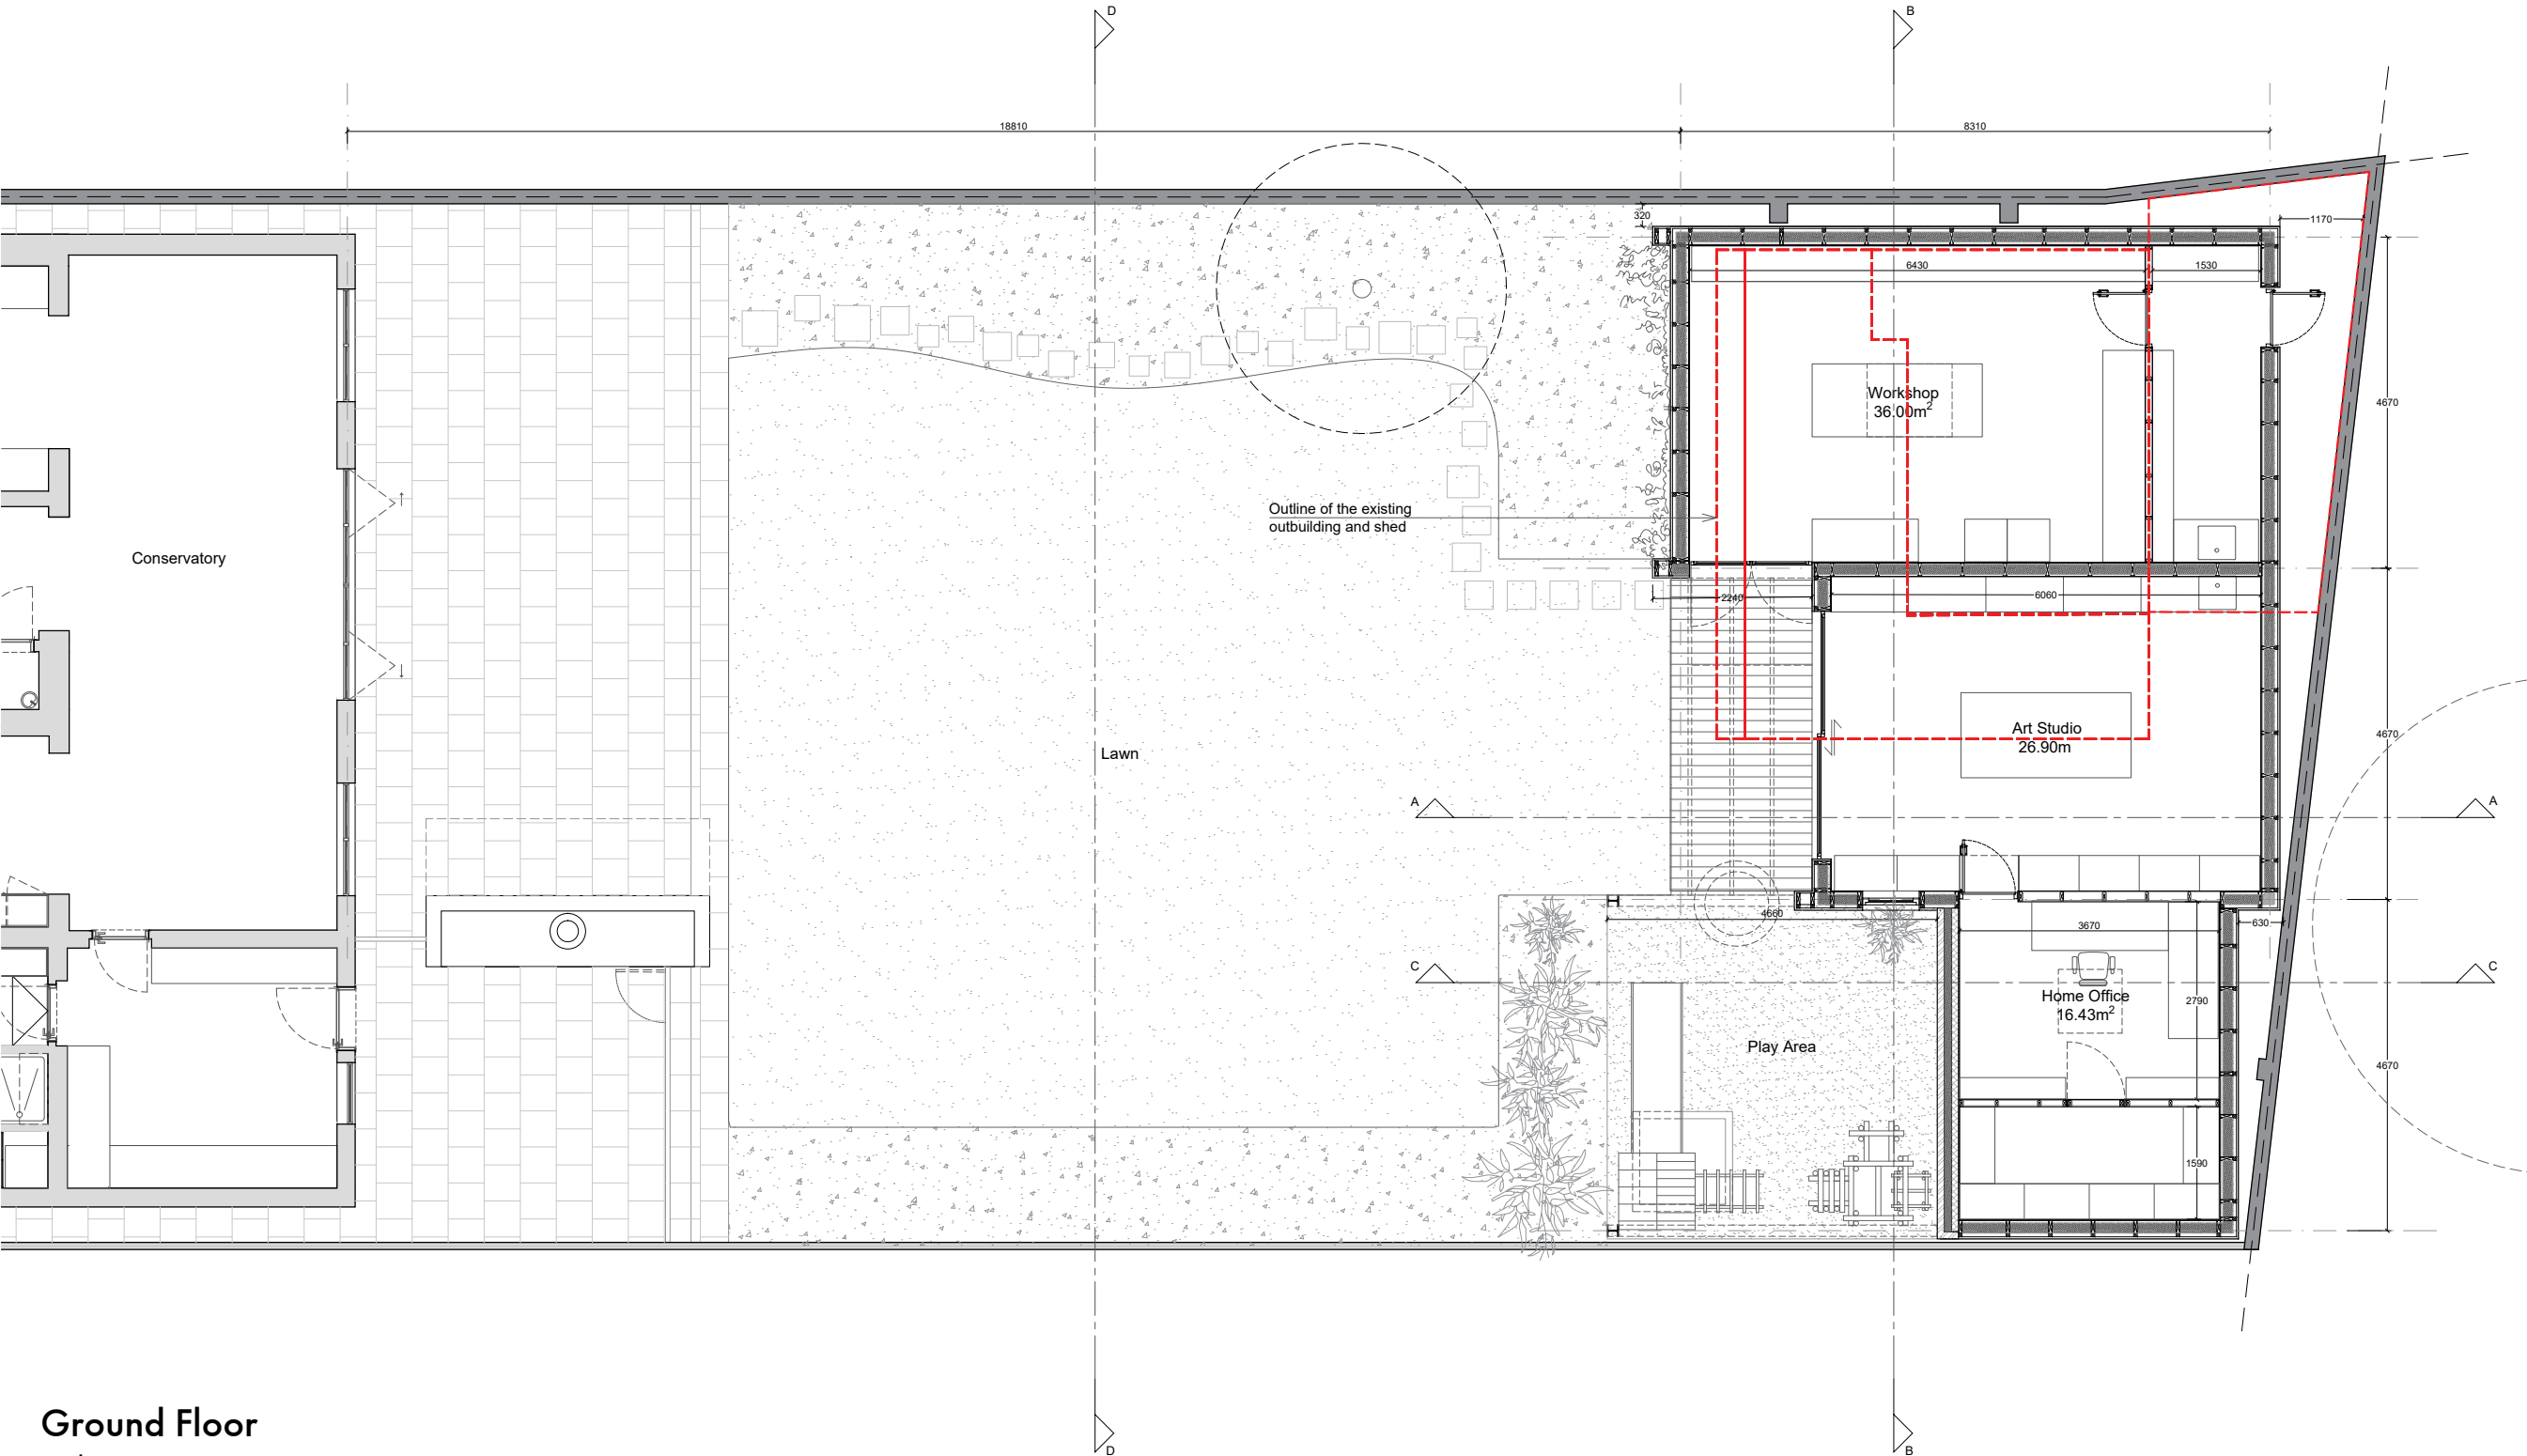 D
B
18810
8310
320
1170
6430
1530
Workshop
36.00m²
4670
Outline of the existing
outbuilding and shed
Conservatory
2240
6060
Art Studio
26.90m
4670
Lawn
A
A
4660
3670
630
C
C
Home Office
16.43m²
2790
Play Area
4670
1590
Ground Floor
D
B